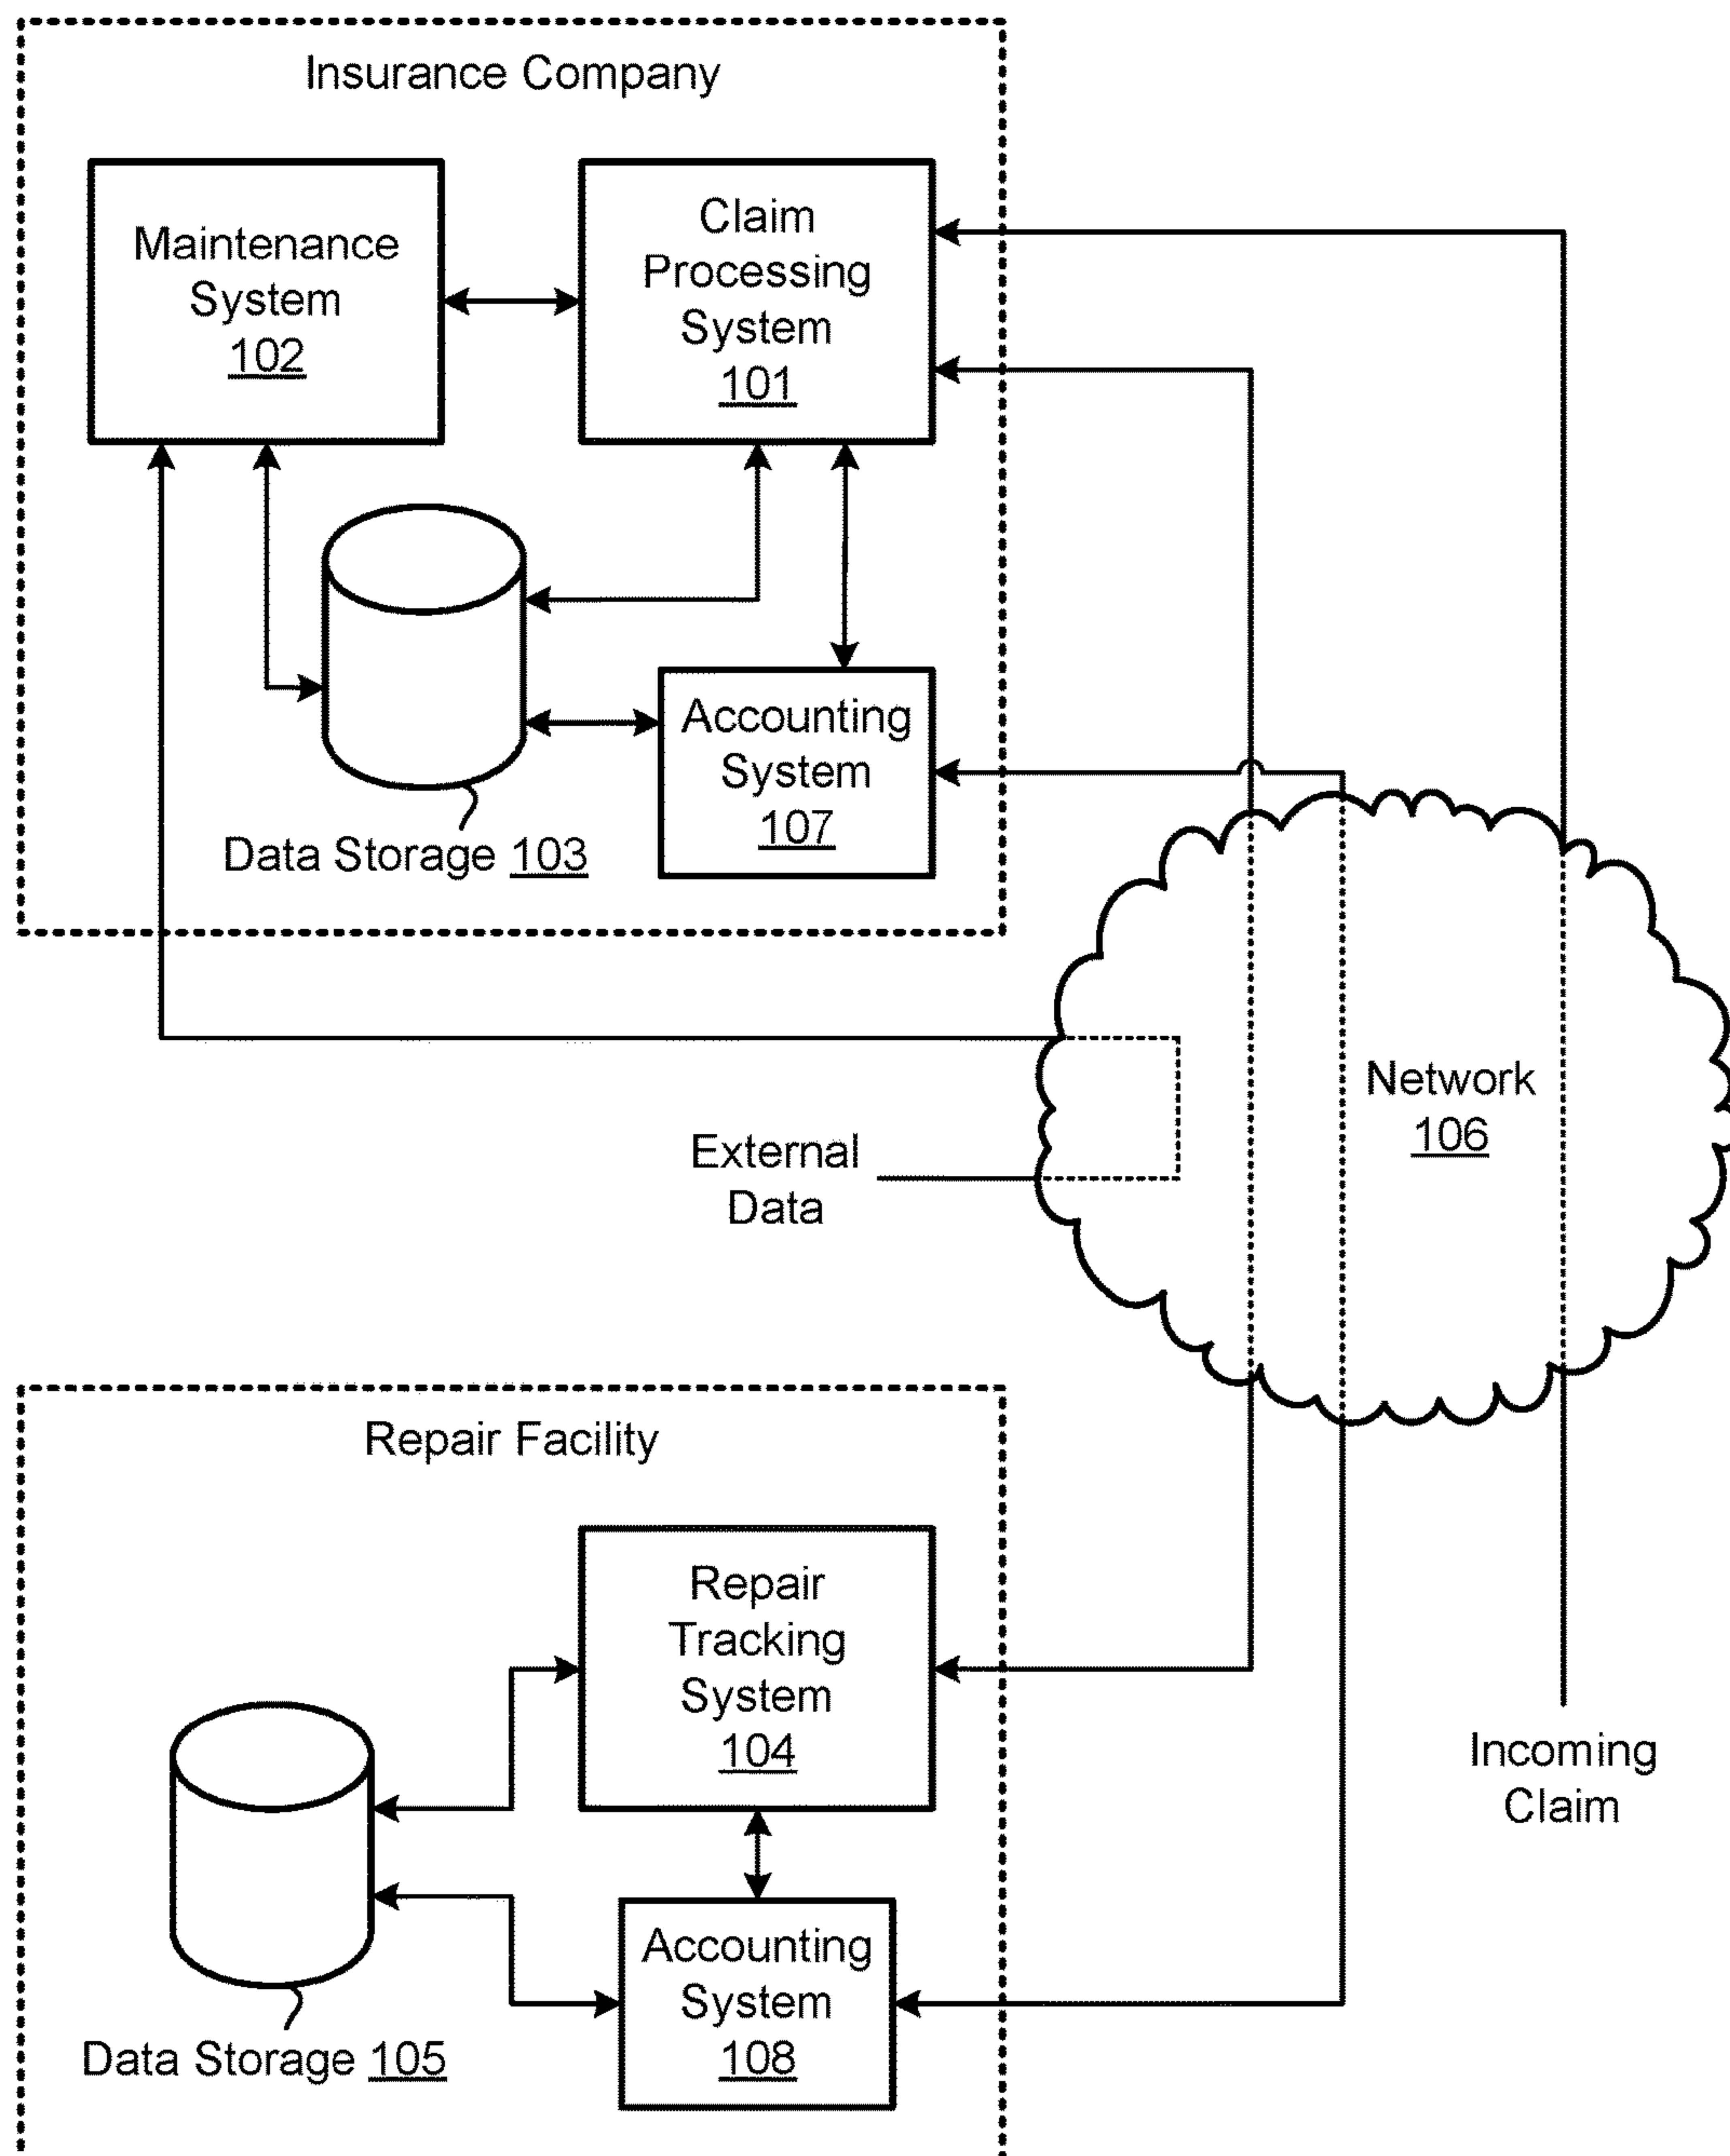 Insurance Company
Maintenance
System
102
Claim
Processing
System
101
Accounting
System
107
Data Storage 103
Network
106
External
Data
Repair Facility
Repair
Tracking
System
104
Incoming
Claim
Accounting
System
108
Data Storage 105